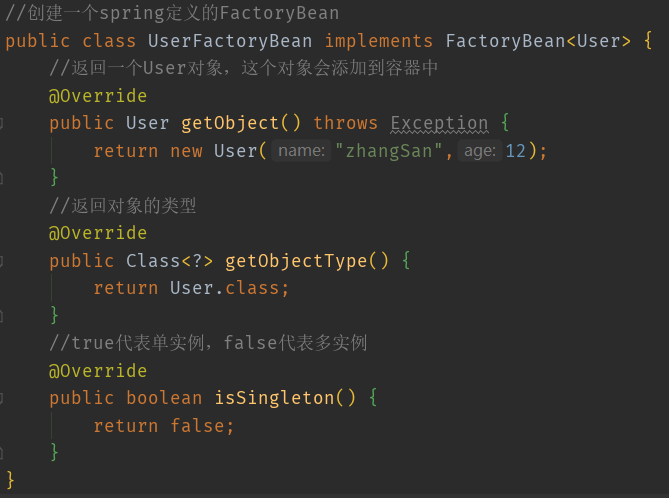 //创建一个spring定义的FactoryBean
public class UserFactoryBean implements FactoryBean<User> {
    //返回一个User对象，这个对象会添加到容器中
    @Override
    public User getObject() throws Exception {
        return new User( name: "zhangSan", age: 12);
    }
    //返回对象的类型
    @Override
    public Class<?> getObjectType() {
        return User.class;
    }
    //true代表单实例，false代表多实例
    @Override
    public boolean isSingleton() {
        return false;
    }
}